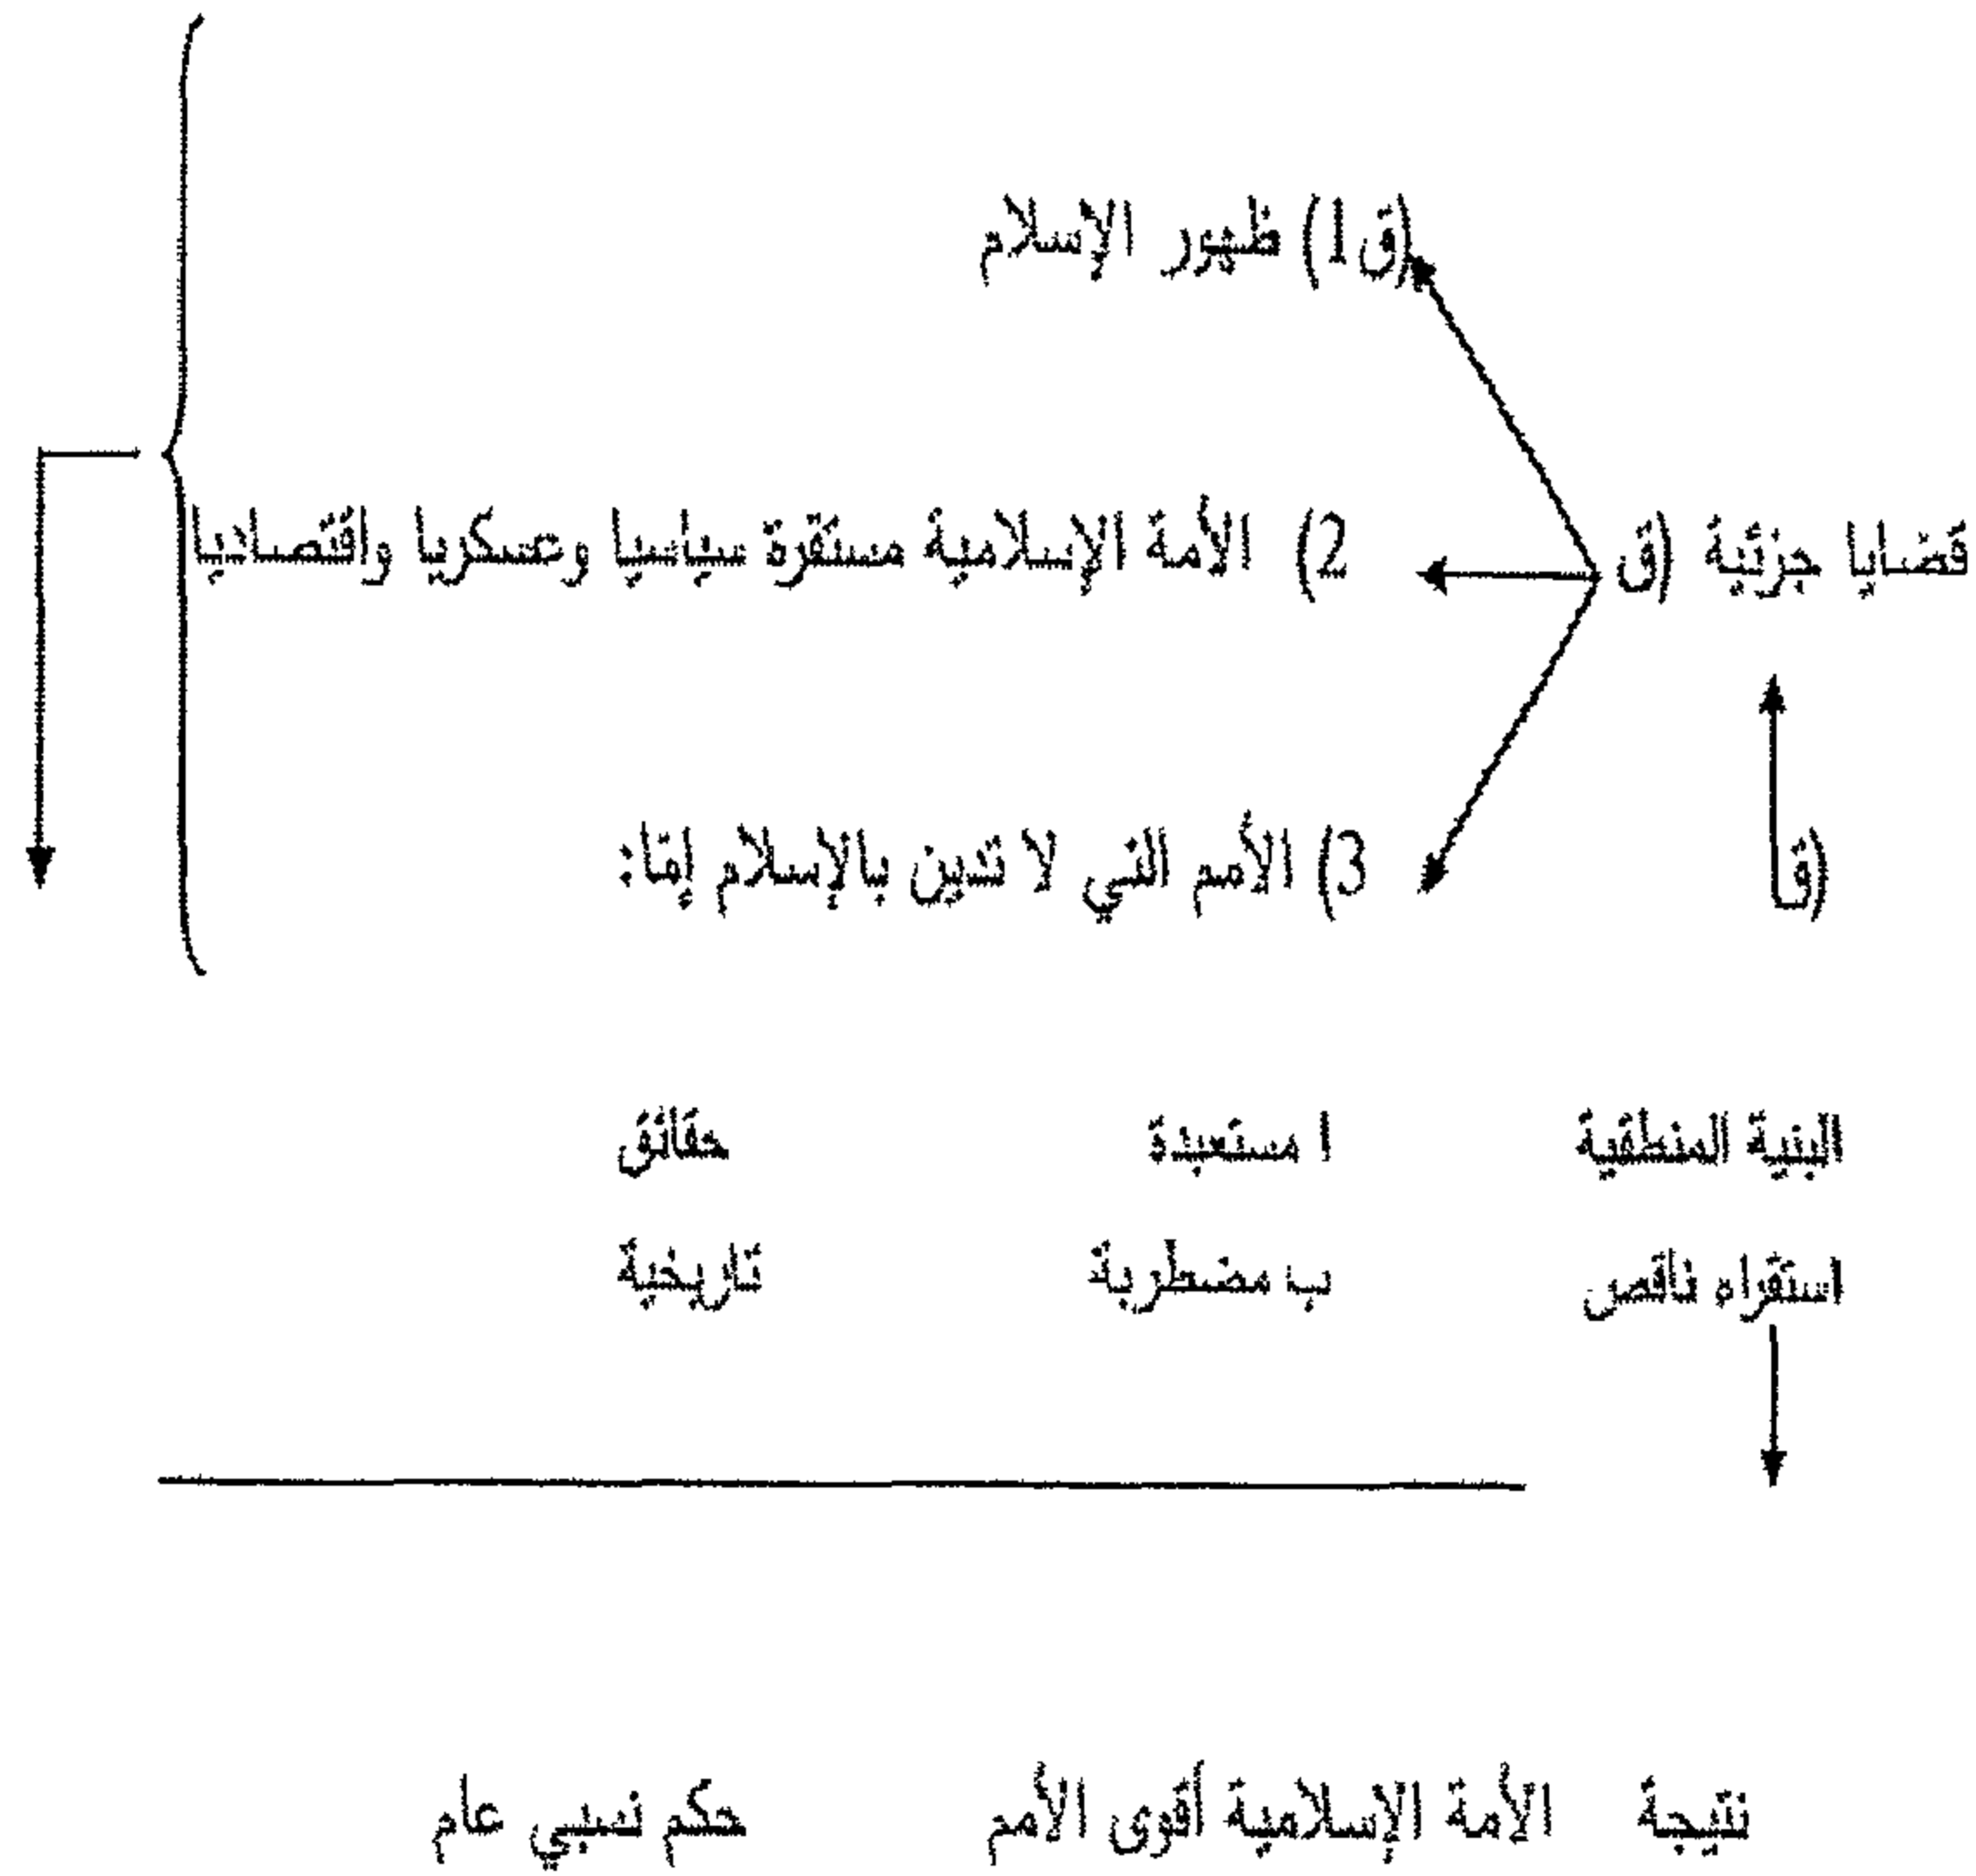 (ق1) ظهور الإسلام
قضايا جزئية (ق 2) الأمة الإسلامية مستقرة سياسيا وعسكريا واقتصاديا
(ق 3) الأمم التي لا تدين بالإسلام إمّا:
البنية المنطقية ا مستعبدة حقائق
استقراء ناقص ب مضطربة تاريخية
نتيجة الأمة الإسلامية أقوى الأمم حكم نسبي عام